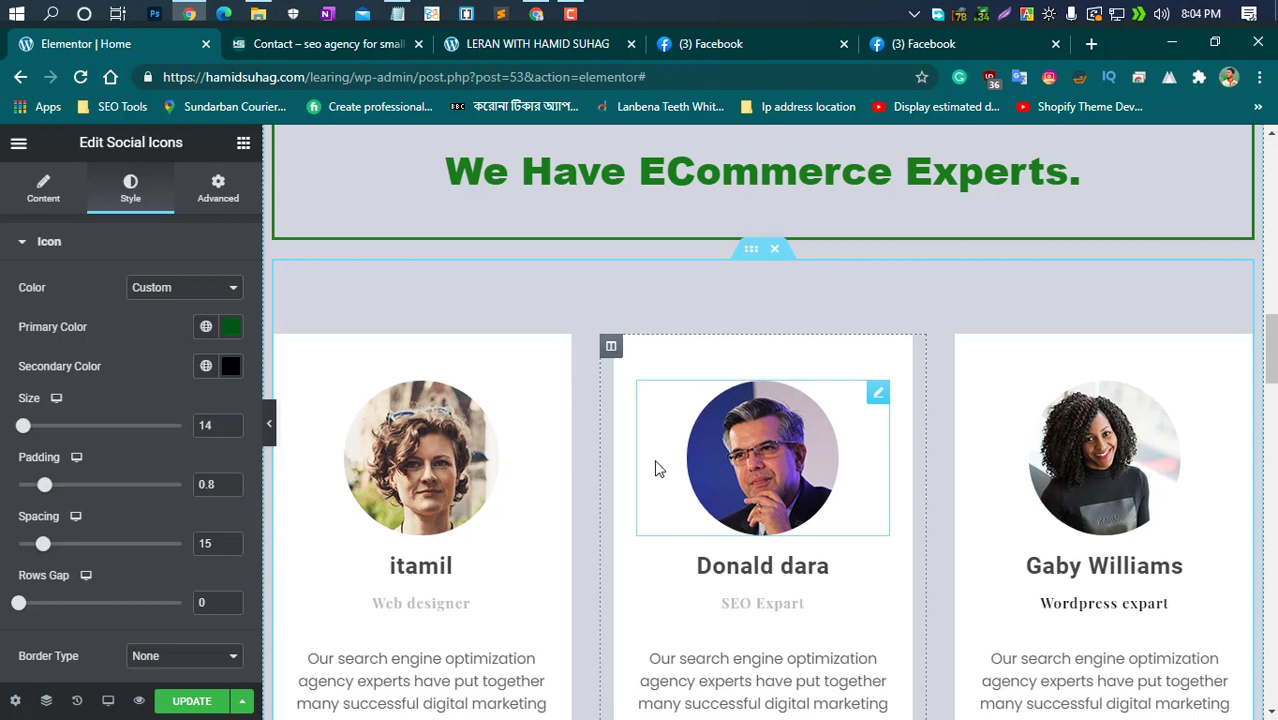 8:04 PM
Elementor | Home
Contact – seo agency for small
LERAN WITH HAMID SUHAG
(3) Facebook
(3) Facebook
https://hamidsuhag.com/learing/wp-admin/post.php?post=53&action=elementor#
36
Apps
SEO Tools
Sundarban Courier...
Create professional...
BBC করোনা টিকার অ্যাপ...
Lanbena Teeth Whit...
Ip address location
Display estimated d...
Shopify Theme Dev...
Edit Social Icons
Content
Style
Advanced
Icon
Color
Custom
Primary Color
Secondary Color
Size
14
Padding
0.8
Spacing
15
Rows Gap
0
Border Type
None
UPDATE
We Have ECommerce Experts.
itamil
Web designer
Our search engine optimization
agency experts have put together
many successful digital marketing
Donald dara
SEO Expart
Our search engine optimization
agency experts have put together
many successful digital marketing
Gaby Williams
Wordpress expart
Our search engine optimization
agency experts have put together
many successful digital marketing